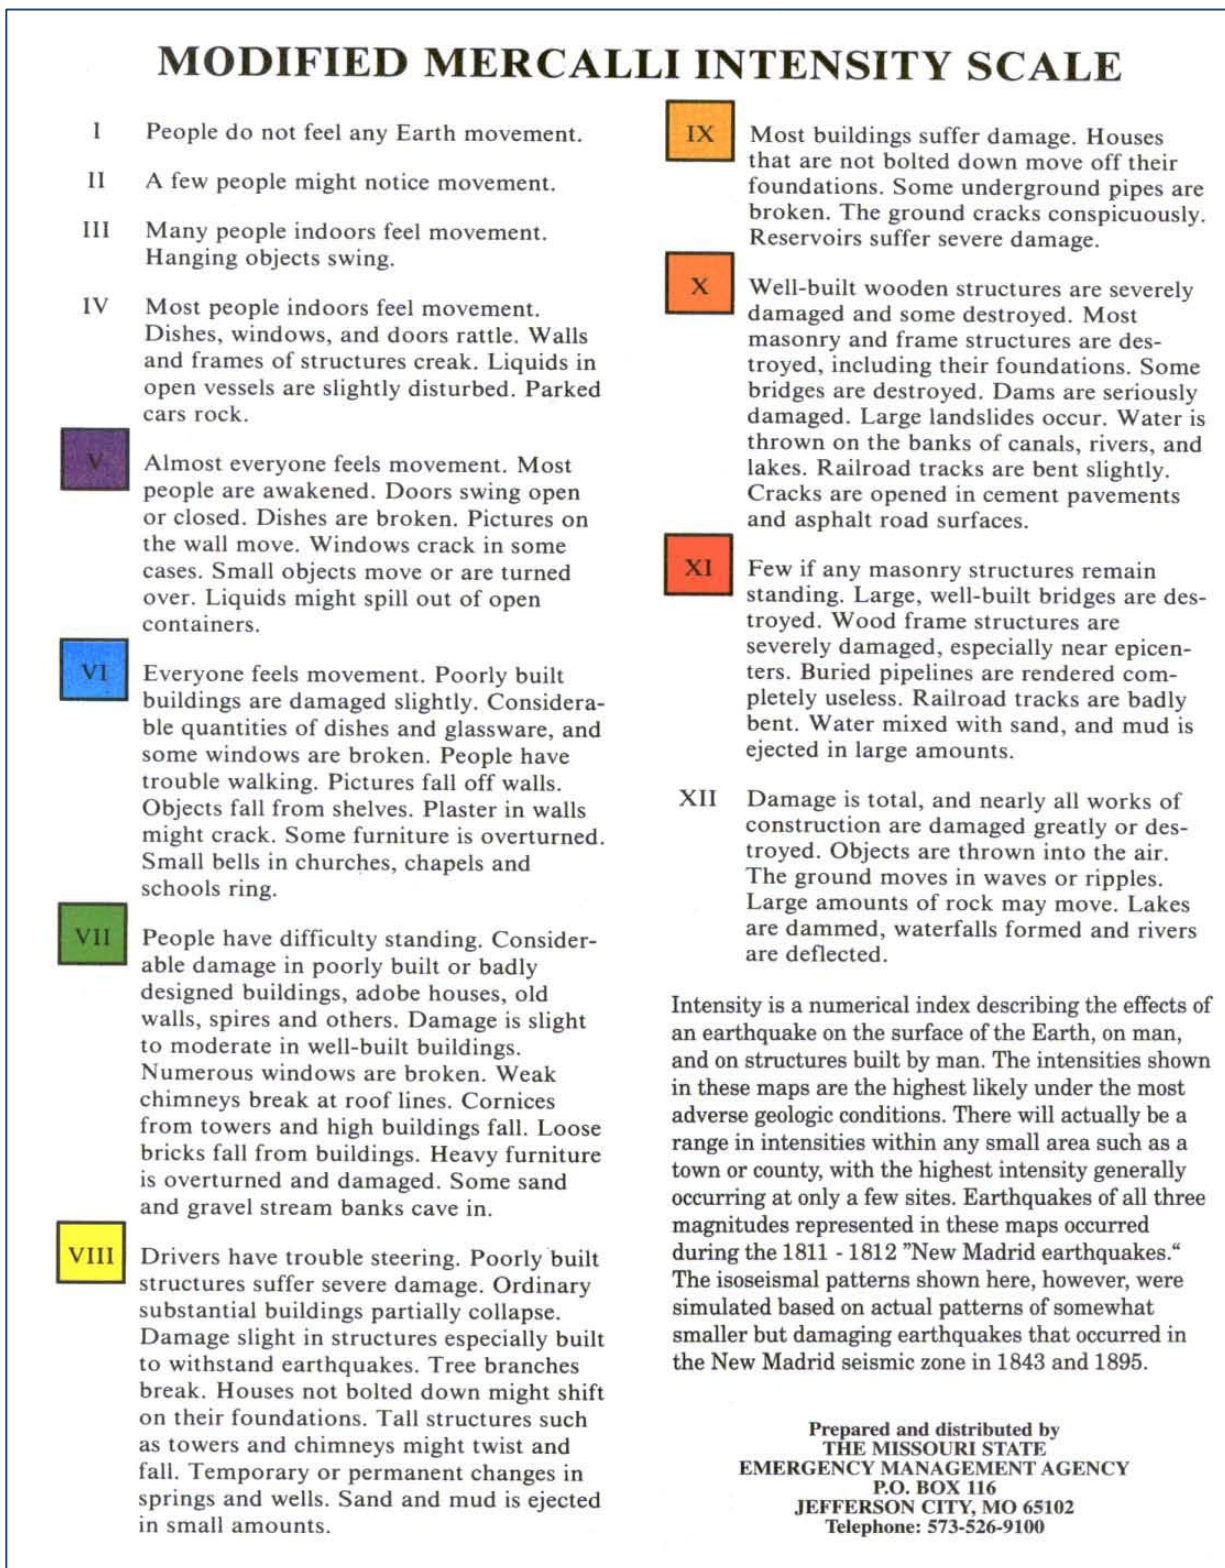 MODIFIED MERCALLI INTENSITY SCALE
I People do not feel any Earth movement.
II A few people might notice movement.
III Many people indoors feel movement.
Hanging objects swing.
IV Most people indoors feel movement.
Dishes, windows, and doors rattle. Walls
and frames of structures creak. Liquids in
open vessels are slightly disturbed. Parked
cars rock.
V Almost everyone feels movement. Most
people are awakened. Doors swing open
or closed. Dishes are broken. Pictures on
the wall move. Windows crack in some
cases. Small objects move or are turned
over. Liquids might spill out of open
containers.
VI Everyone feels movement. Poorly built
buildings are damaged slightly. Considera-
ble quantities of dishes and glassware, and
some windows are broken. People have
trouble walking. Pictures fall off walls.
Objects fall from shelves. Plaster in walls
might crack. Some furniture is overturned.
Small bells in churches, chapels and
schools ring.
VII People have difficulty standing. Consider-
able damage in poorly built or badly
designed buildings, adobe houses, old
walls, spires and others. Damage is slight
to moderate in well-built buildings.
Numerous windows are broken. Weak
chimneys break at roof lines. Cornices
from towers and high buildings fall. Loose
bricks fall from buildings. Heavy furniture
is overturned and damaged. Some sand
and gravel stream banks cave in.
VIII Drivers have trouble steering. Poorly built
structures suffer severe damage. Ordinary
substantial buildings partially collapse.
Damage slight in structures especially built
to withstand earthquakes. Tree branches
break. Houses not bolted down might shift
on their foundations. Tall structures such
as towers and chimneys might twist and
fall. Temporary or permanent changes in
springs and wells. Sand and mud is ejected
in small amounts.
IX Most buildings suffer damage. Houses
that are not bolted down move off their
foundations. Some underground pipes are
broken. The ground cracks conspicuously.
Reservoirs suffer severe damage.
X Well-built wooden structures are severely
damaged and some destroyed. Most
masonry and frame structures are des-
troyed, including their foundations. Some
bridges are destroyed. Dams are seriously
damaged. Large landslides occur. Water is
thrown on the banks of canals, rivers, and
lakes. Railroad tracks are bent slightly.
Cracks are opened in cement pavements
and asphalt road surfaces.
XI Few if any masonry structures remain
standing. Large, well-built bridges are des-
troyed. Wood frame structures are
severely damaged, especially near epicen-
ters. Buried pipelines are rendered com-
pletely useless. Railroad tracks are badly
bent. Water mixed with sand, and mud is
ejected in large amounts.
XII Damage is total, and nearly all works of
construction are damaged greatly or des-
troyed. Objects are thrown into the air.
The ground moves in waves or ripples.
Large amounts of rock may move. Lakes
are dammed, waterfalls formed and rivers
are deflected.
Intensity is a numerical index describing the effects of
an earthquake on the surface of the Earth, on man,
and on structures built by man. The intensities shown
in these maps are the highest likely under the most
adverse geologic conditions. There will actually be a
range in intensities within any small area such as a
town or county, with the highest intensity generally
occurring at only a few sites. Earthquakes of all three
magnitudes represented in these maps occurred
during the 1811 - 1812 "New Madrid earthquakes.“
The isoseismal patterns shown here, however, were
simulated based on actual patterns of somewhat
smaller but damaging earthquakes that occurred in
the New Madrid seismic zone in 1843 and 1895.
Prepared and distributed by
THE MISSOURI STATE
EMERGENCY MANAGEMENT AGENCY
P.O. BOX 116
JEFFERSON CITY, MO 65102
Telephone: 573-526-9100